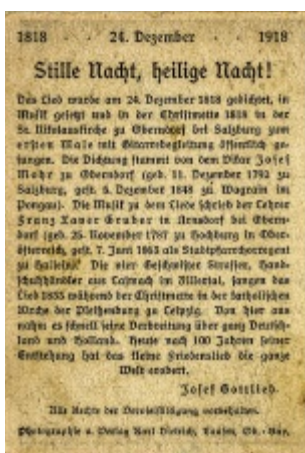 1818 · 24. Dezember · · 1918
Stille Nacht, heilige Nacht!
Das Lied wurde am 24. Dezember 1818 gedichtet, in
Musik gesetzt und in der Christmette 1818 in der
St. Nikolauskirche zu Oberndorf bei Salzburg zum
ersten Male mit Gitarrebegleitung öffentlich ge-
sungen. Die Dichtung stammt von dem Vikar Josef
Mohr zu Oberndorf (geb. 11. Dezember 1792 zu
Salzburg, gest. 5. Dezember 1848 zu Wagrain im
Pongau). Die Musik zu dem Liede schrieb der Lehrer
Franz Xaver Gruber in Arnsdorf bei Obern-
dorf (geb. 25. November 1787 zu Hochburg in Ober-
österreich, gest. 7. Juni 1863 als Stadtpfarrchorregent
zu Hallein). Die vier Geschwister Strasser, Hand-
schuhhändler aus Laimach im Zillertal, sangen das
Lied 1833 während der Christmette in der katholischen
Kirche der Pleißenburg zu Leipzig. Von hier aus
nahm es schnell seine Verbreitung über ganz Deutsch-
land und Holland. Heute nach 100 Jahren seiner
Entstehung hat das kleine Friedenslied die ganze
Welt erobert.
Josef Gottlieb.
Alle Rechte der Vervielfältigung vorbehalten.
Photographie u. Verlag Karl Dietrich, Laufen, Ob.-Bay.